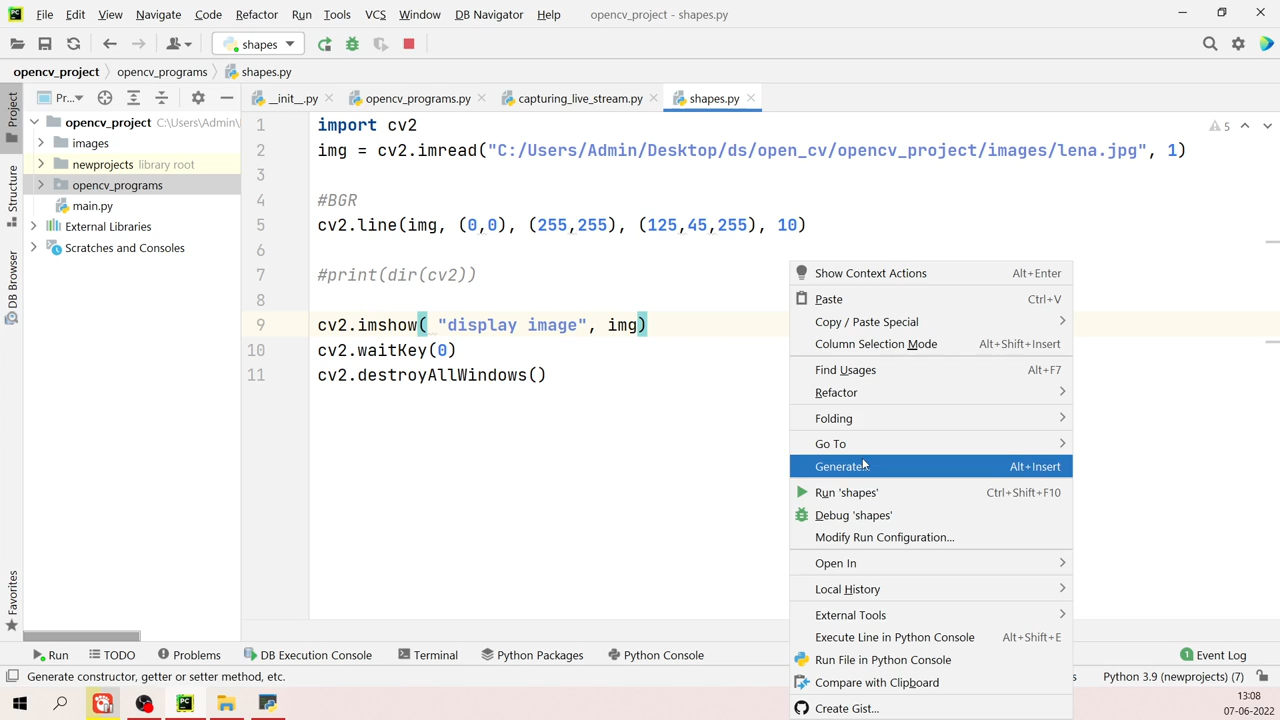 File Edit View Navigate Code Refactor Run Tools VCS Window DB Navigator Help opencv_project - shapes.py
shapes
opencv_project opencv_programs shapes.py
Pr... __init__.py opencv_programs.py capturing_live_stream.py shapes.py
Project
Structure
DB Browser
Favorites
opencv_project C:\Users\Admin\
images
newprojects library root
opencv_programs
main.py
External Libraries
Scratches and Consoles
5
1 import cv2
2 img = cv2.imread("C:/Users/Admin/Desktop/ds/open_cv/opencv_project/images/lena.jpg", 1)
3
4 #BGR
5 cv2.line(img, (0,0), (255,255), (125,45,255), 10)
6
7 #print(dir(cv2))
8
9 cv2.imshow( "display image", img)
10 cv2.waitKey(0)
11 cv2.destroyAllWindows()
Show Context Actions Alt+Enter
Paste Ctrl+V
Copy / Paste Special
Column Selection Mode Alt+Shift+Insert
Find Usages Alt+F7
Refactor
Folding
Go To
Generate... Alt+Insert
Run 'shapes' Ctrl+Shift+F10
Debug 'shapes'
Modify Run Configuration...
Open In
Local History
External Tools
Execute Line in Python Console Alt+Shift+E
Run File in Python Console
Compare with Clipboard
Create Gist...
Run TODO Problems DB Execution Console Terminal Python Packages Python Console 1 Event Log
Generate constructor, getter or setter method, etc. Python 3.9 (newprojects) (7)
13:08
07-06-2022